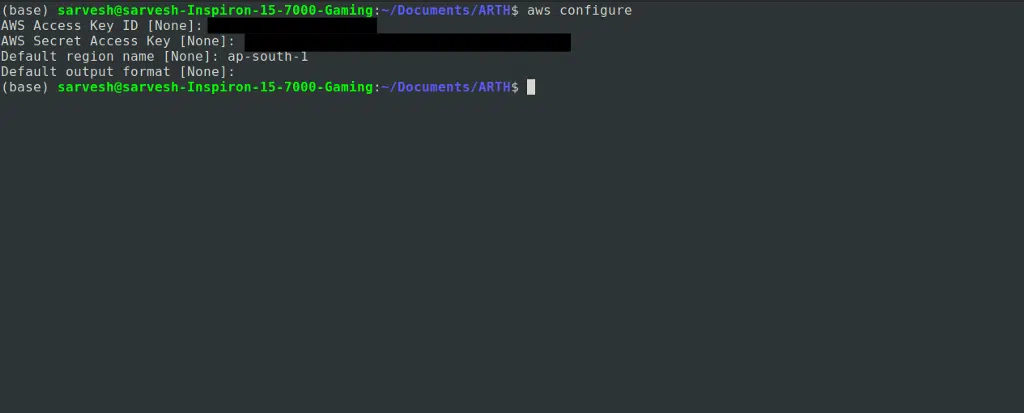 (base) sarvesh@sarvesh-Inspiron-15-7000-Gaming:~/Documents/ARTH$ aws configure
AWS Access Key ID [None]:
AWS Secret Access Key [None]:
Default region name [None]: ap-south-1
Default output format [None]:
(base) sarvesh@sarvesh-Inspiron-15-7000-Gaming:~/Documents/ARTH$